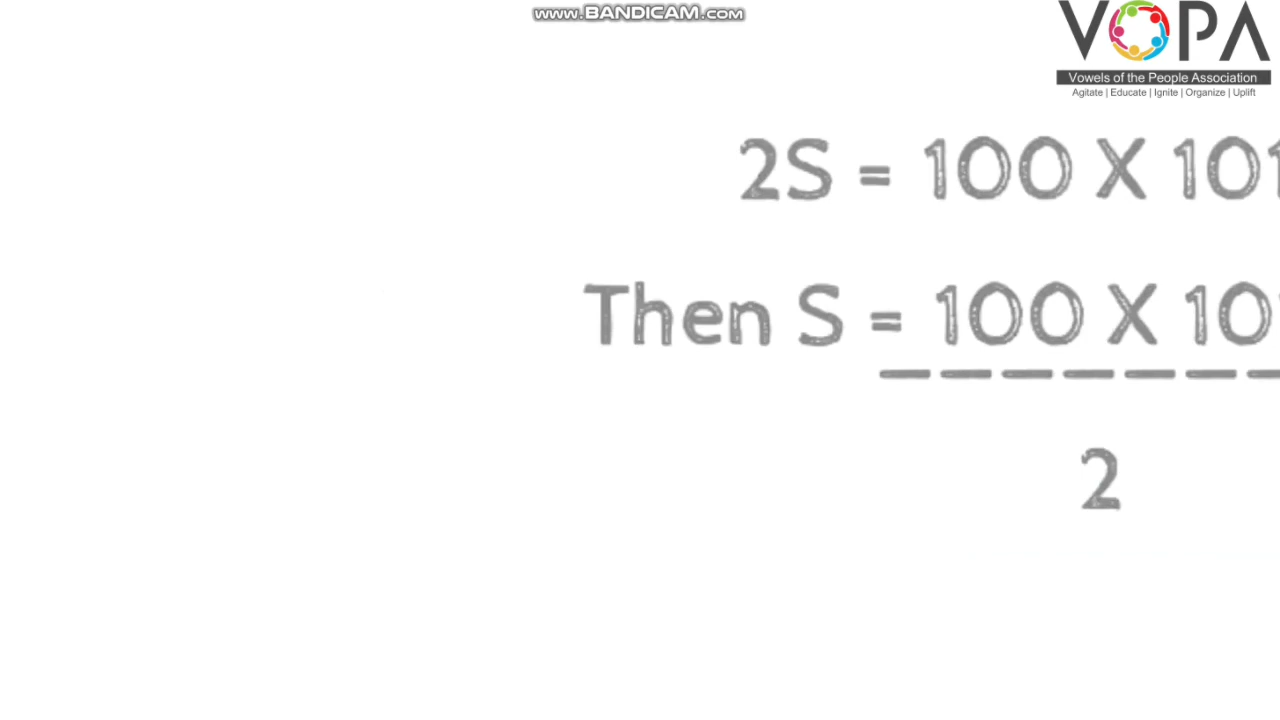 www.BANDICAM.com
VOPA
Vowels of the People Association
Agitate | Educate | Ignite | Organize | Uplift
2S = 100 X 101
Then S = 100 X 10
2